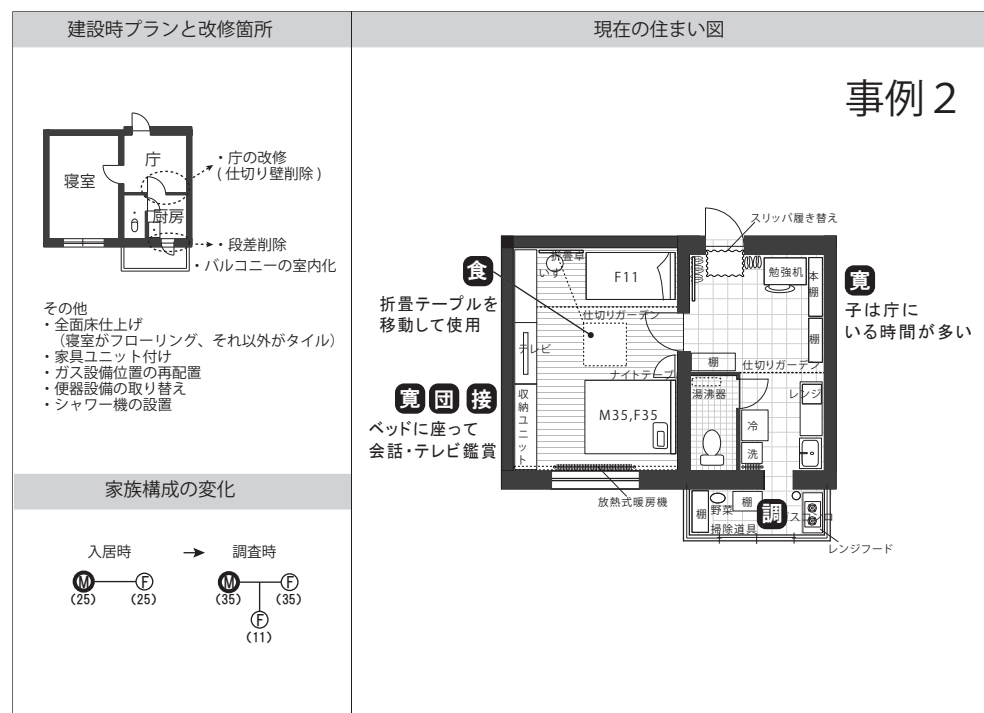 建設時プランと改修箇所
現在の住まい図
事例２
庁
寝室
厨房
・庁の改修
(仕切り壁削除)
・段差削除
・バルコニーの室内化
その他
・全面床仕上げ
（寝室がフローリング、それ以外がタイル）
・家具ユニット付け
・ガス設備位置の再配置
・便器設備の取り替え
・シャワー機の設置
家族構成の変化
入居時
調査時
M
F
(25)
(25)
M
F
(35)
(35)
F
(11)
スリッパ履き替え
食
折畳テーブルを
移動して使用
折畳卓
いす
F11
仕切りガーデン
テレビ
ナイトテーブ
収納ユニット
M35,F35
寛団接
ベッドに座って
会話・テレビ鑑賞
放熱式暖房機
勉強机
本棚
棚
寛
子は庁に
いる時間が多い
棚
仕切りガーデン
湯沸器
レンジ
冷
洗
棚
野菜
棚
調
スコンロ
掃除道具
レンジフード